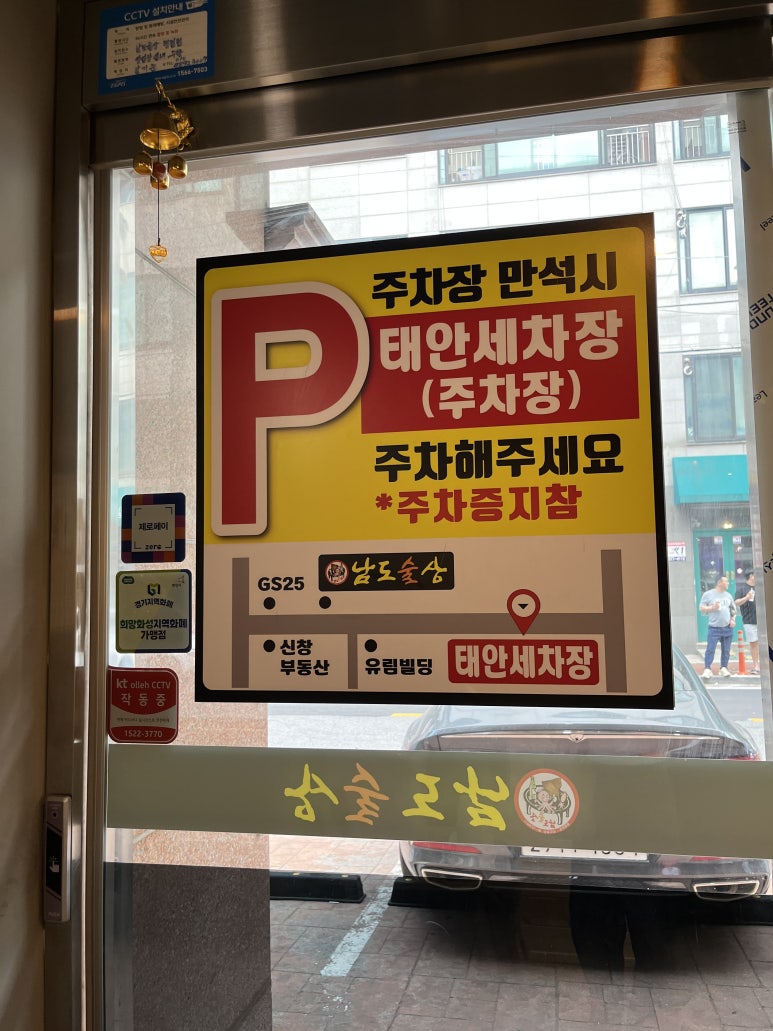 CCTV 설치안내
1566-7503
P
주차장 만석시
태안세차장
(주차장)
주차해주세요
*주차증지참
GS25
남도술상
신창
부동산
유림빌딩
태안세차장
제로페이
zero
경기지역화폐
희망화성지역화폐
가맹점
kt olleh CCTV
작동중
1522-3770
남도술상